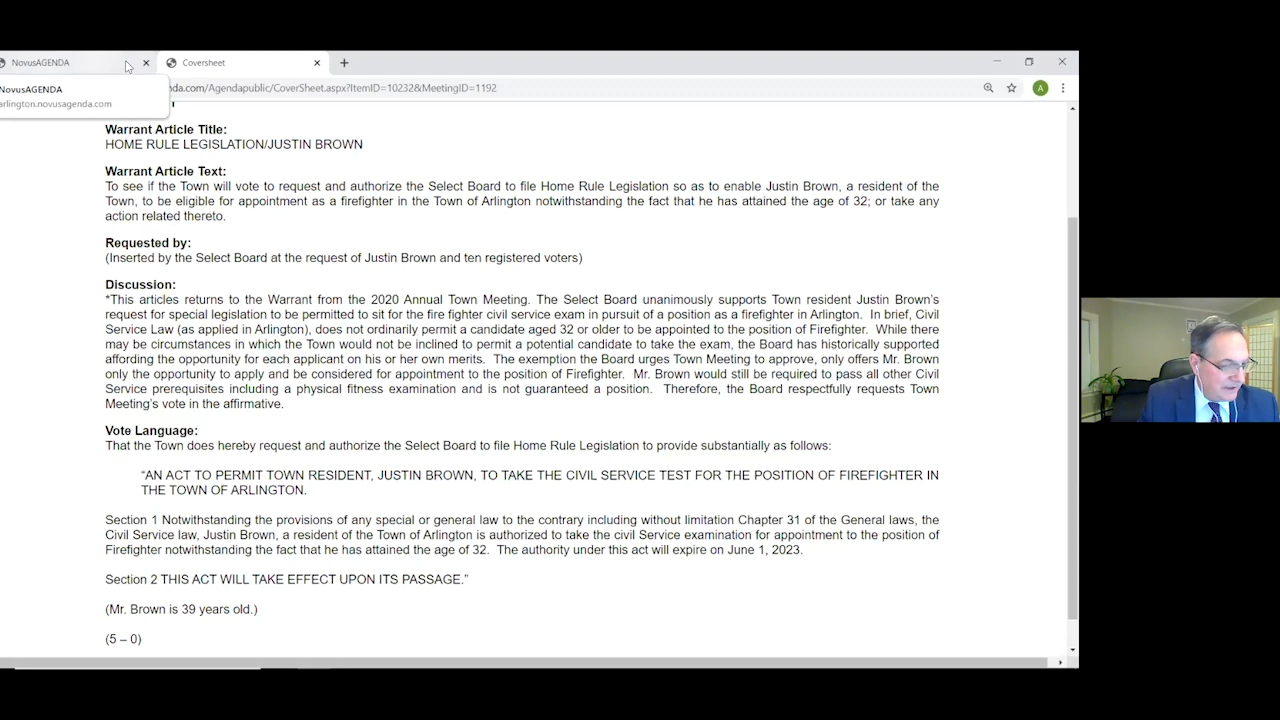 NovusAGENDA
Coversheet
NovusAGENDA
arlington.novusagenda.com
nda.com/Agendapublic/CoverSheet.aspx?ItemID=10232&MeetingID=1192
A
Warrant Article Title:
HOME RULE LEGISLATION/JUSTIN BROWN
Warrant Article Text:
To see if the Town will vote to request and authorize the Select Board to file Home Rule Legislation so as to enable Justin Brown, a resident of the
Town, to be eligible for appointment as a firefighter in the Town of Arlington notwithstanding the fact that he has attained the age of 32; or take any
action related thereto.
Requested by:
(Inserted by the Select Board at the request of Justin Brown and ten registered voters)
Discussion:
*This articles returns to the Warrant from the 2020 Annual Town Meeting. The Select Board unanimously supports Town resident Justin Brown's
request for special legislation to be permitted to sit for the fire fighter civil service exam in pursuit of a position as a firefighter in Arlington. In brief, Civil
Service Law (as applied in Arlington), does not ordinarily permit a candidate aged 32 or older to be appointed to the position of Firefighter. While there
may be circumstances in which the Town would not be inclined to permit a potential candidate to take the exam, the Board has historically supported
affording the opportunity for each applicant on his or her own merits. The exemption the Board urges Town Meeting to approve, only offers Mr. Brown
only the opportunity to apply and be considered for appointment to the position of Firefighter. Mr. Brown would still be required to pass all other Civil
Service prerequisites including a physical fitness examination and is not guaranteed a position. Therefore, the Board respectfully requests Town
Meeting's vote in the affirmative.
Vote Language:
That the Town does hereby request and authorize the Select Board to file Home Rule Legislation to provide substantially as follows:
"AN ACT TO PERMIT TOWN RESIDENT, JUSTIN BROWN, TO TAKE THE CIVIL SERVICE TEST FOR THE POSITION OF FIREFIGHTER IN
THE TOWN OF ARLINGTON.
Section 1 Notwithstanding the provisions of any special or general law to the contrary including without limitation Chapter 31 of the General laws, the
Civil Service law, Justin Brown, a resident of the Town of Arlington is authorized to take the civil Service examination for appointment to the position of
Firefighter notwithstanding the fact that he has attained the age of 32. The authority under this act will expire on June 1, 2023.
Section 2 THIS ACT WILL TAKE EFFECT UPON ITS PASSAGE."
(Mr. Brown is 39 years old.)
(5 – 0)